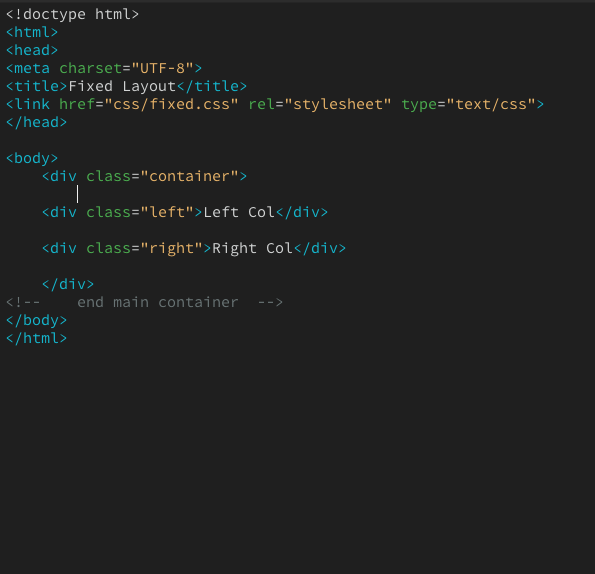 <!doctype html>
<html>
<head>
<meta charset="UTF-8">
<title>Fixed Layout</title>
<link href="css/fixed.css" rel="stylesheet" type="text/css">
</head>
<body>
<div class="container">
<div class="left">Left Col</div>
<div class="right">Right Col</div>
</div>
<!--    end main container  -->
</body>
</html>